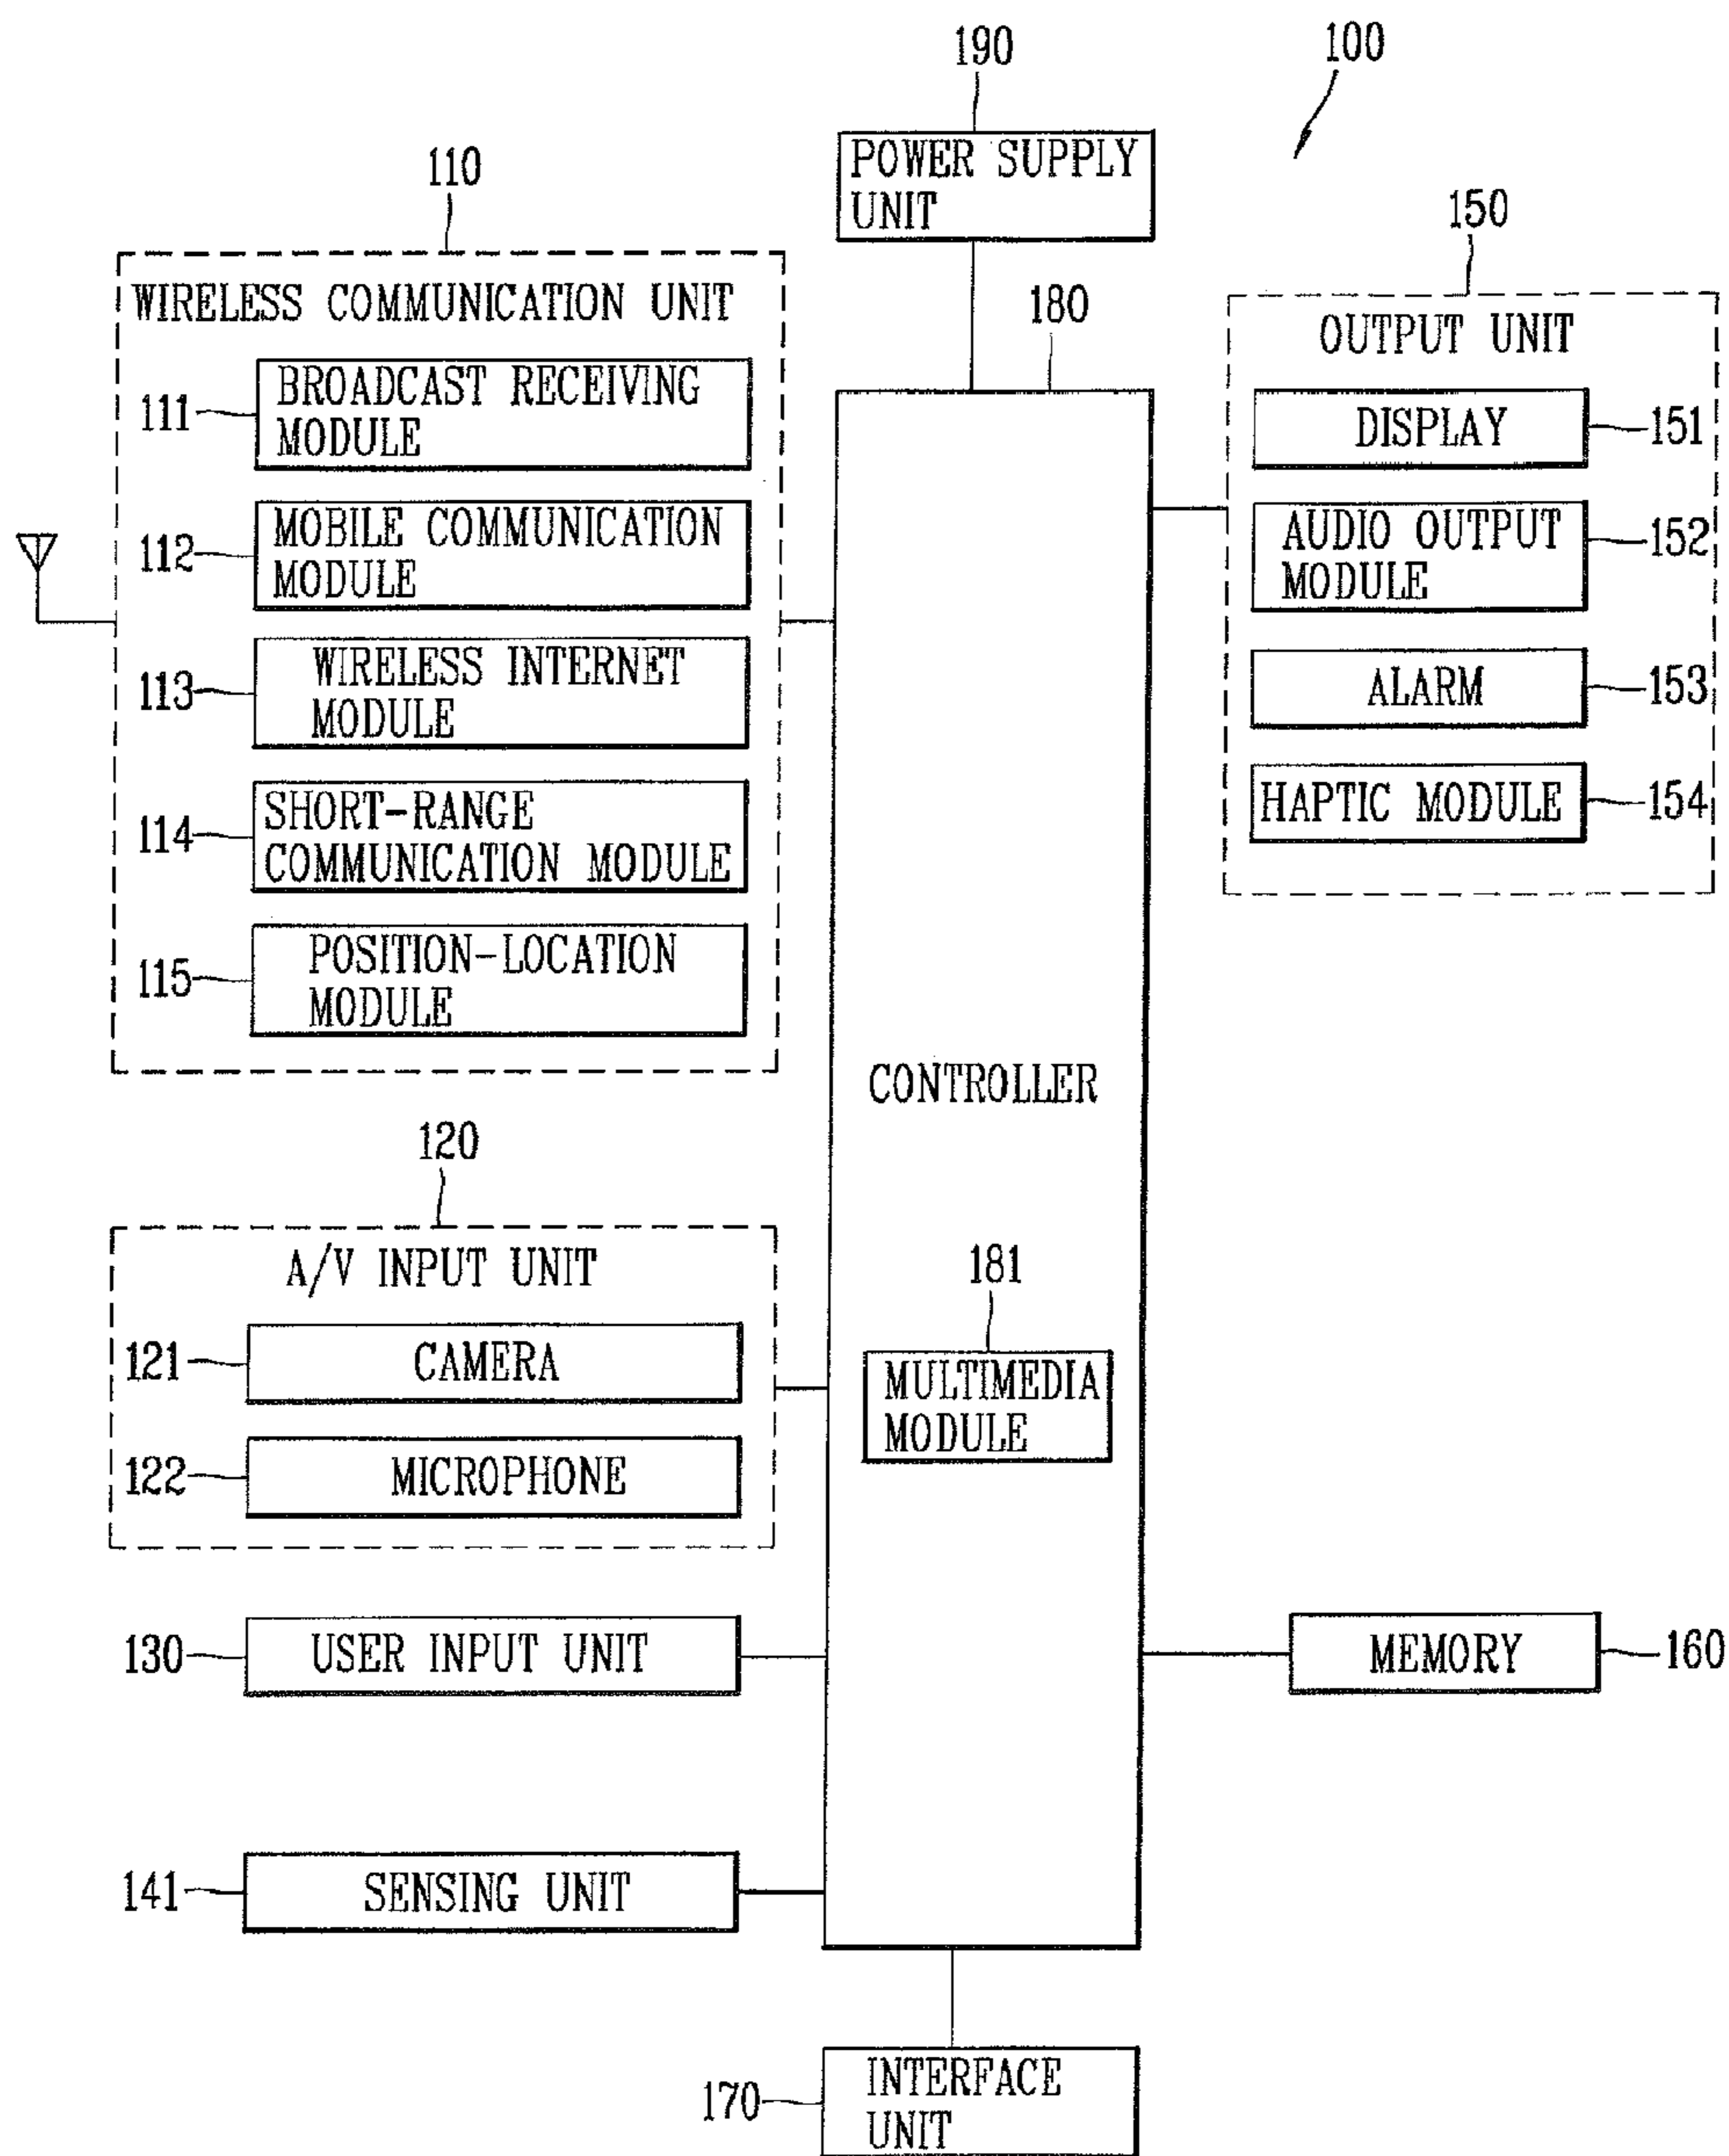 190
100
POWER SUPPLY
UNIT
110
150
WIRELESS COMMUNICATION UNIT
180
OUTPUT UNIT
111
BROADCAST RECEIVING
MODULE
DISPLAY
151
112
MOBILE COMMUNICATION
MODULE
AUDIO OUTPUT
MODULE
152
113
WIRELESS INTERNET
MODULE
ALARM
153
114
SHORT-RANGE
COMMUNICATION MODULE
HAPTIC MODULE
154
115
POSITION-LOCATION
MODULE
CONTROLLER
120
A/V INPUT UNIT
181
121
CAMERA
MULTIMEDIA
MODULE
122
MICROPHONE
130
USER INPUT UNIT
MEMORY
160
141
SENSING UNIT
170
INTERFACE
UNIT